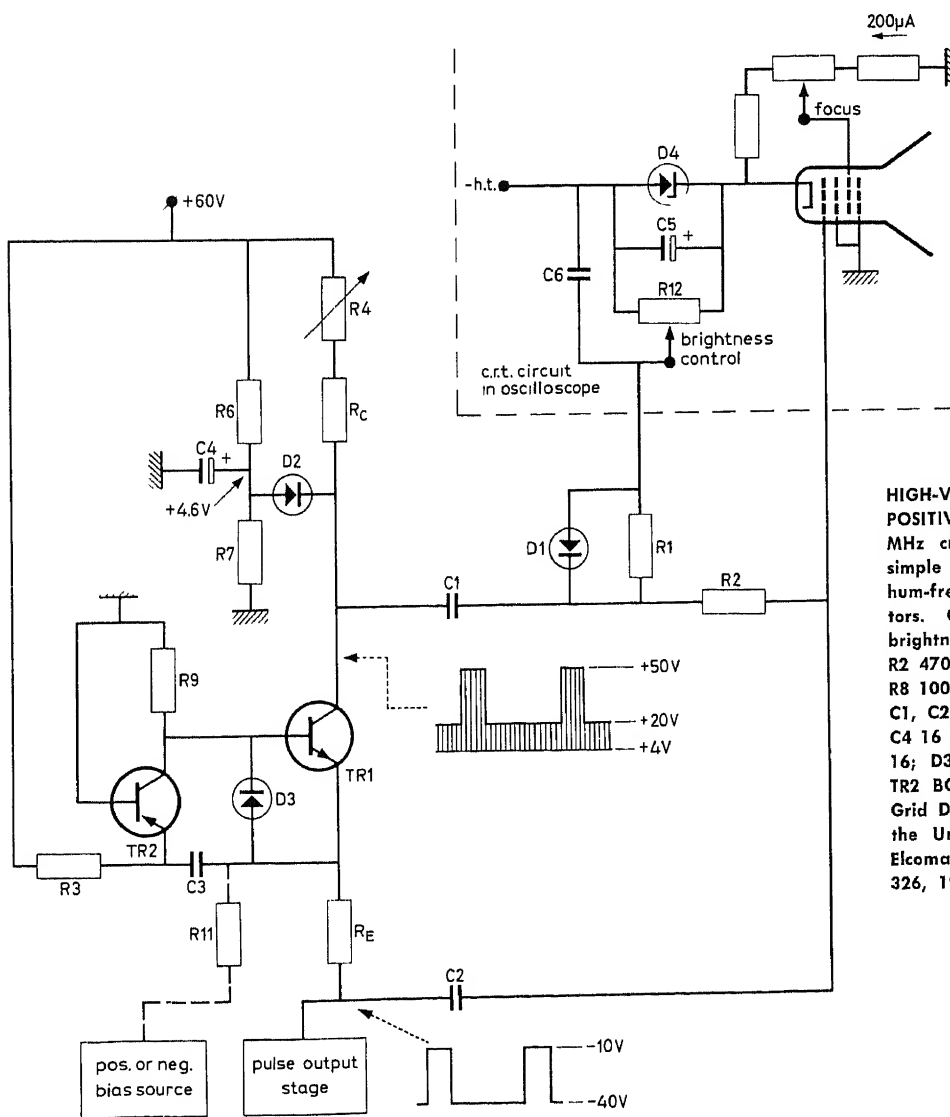 200µA
focus
D4
-h.t.
C5
+
C6
R12
brightness
control
c.r.t. circuit
in oscilloscope
+60V
R4
R6
RC
C4
+
D2
+4.6V
R7
D1
R1
C1
R2
HIGH-V
POSITIV
MHz cr
simple
hum-fre
tors.
brightn
R2 470
R8 100
C1, C2
C4 16
16; D3
TR2 BC
Grid D
the Un
Elcoma
326, 1
R9
+50V
+20V
+4V
TR1
D3
TR2
R3
C3
R11
RE
C2
pos. or neg.
bias source
pulse output
stage
-10V
-40V